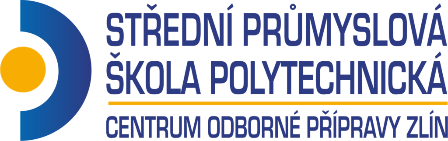 STŘEDNÍ PRŮMYSLOVÁ
ŠKOLA POLYTECHNICKÁ
CENTRUM ODBORNÉ PŘÍPRAVY ZLÍN